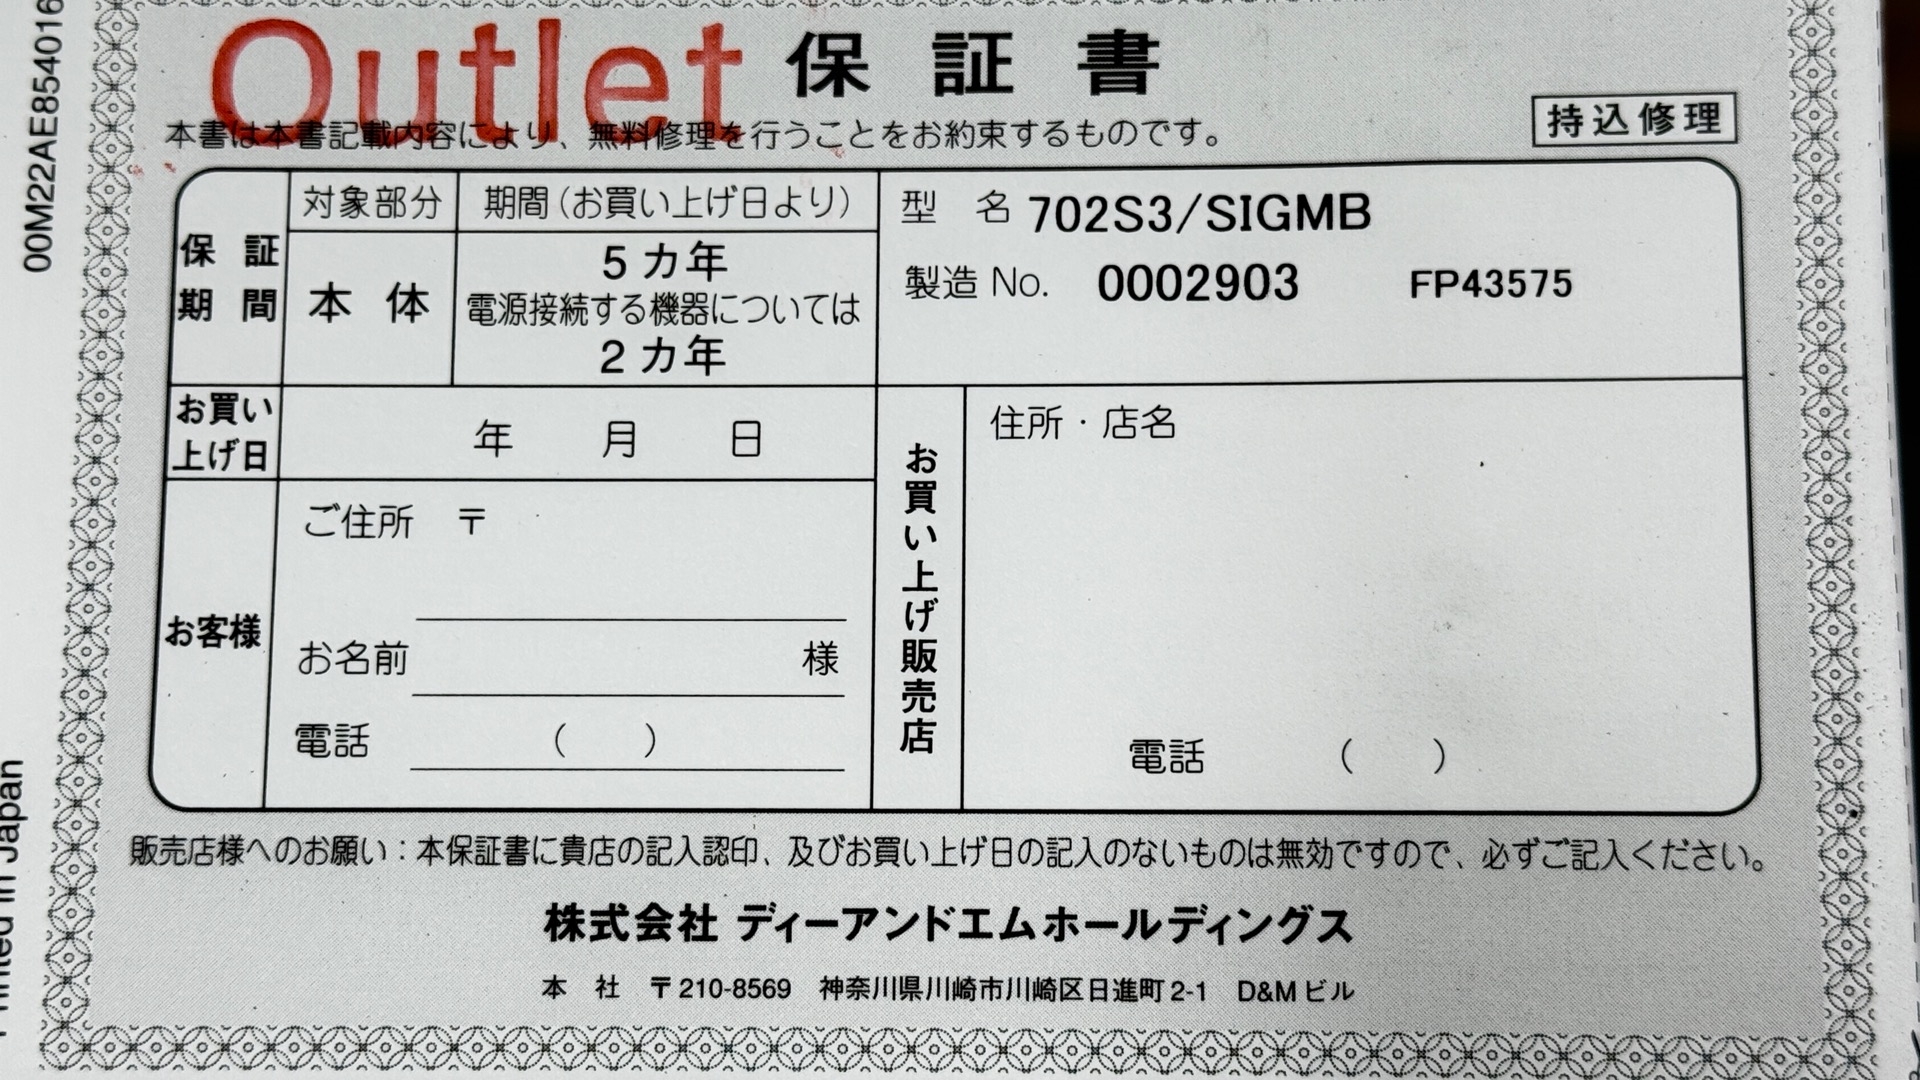 00M22AE854016
Outlet 保証書
本書は本書記載内容により、無料修理を行うことをお約束するものです。
持込修理
保証期間
対象部分
期間(お買い上げ日より)
本体
5カ年
電源接続する機器については
2カ年
型名 702S3/SIGMB
製造 No. 0002903 FP43575
お買い上げ日
年 月 日
お客様
ご住所 〒
お名前 様
電話 ( )
お買い上げ販売店
住所・店名
電話 ( )
販売店様へのお願い:本保証書に貴店の記入認印、及びお買い上げ日の記入のないものは無効ですので、必ずご記入ください。
株式会社 ディーアンドエムホールディングス
本社 〒210-8569 神奈川県川崎市川崎区日進町2-1 D&Mビル
Printed in Japan